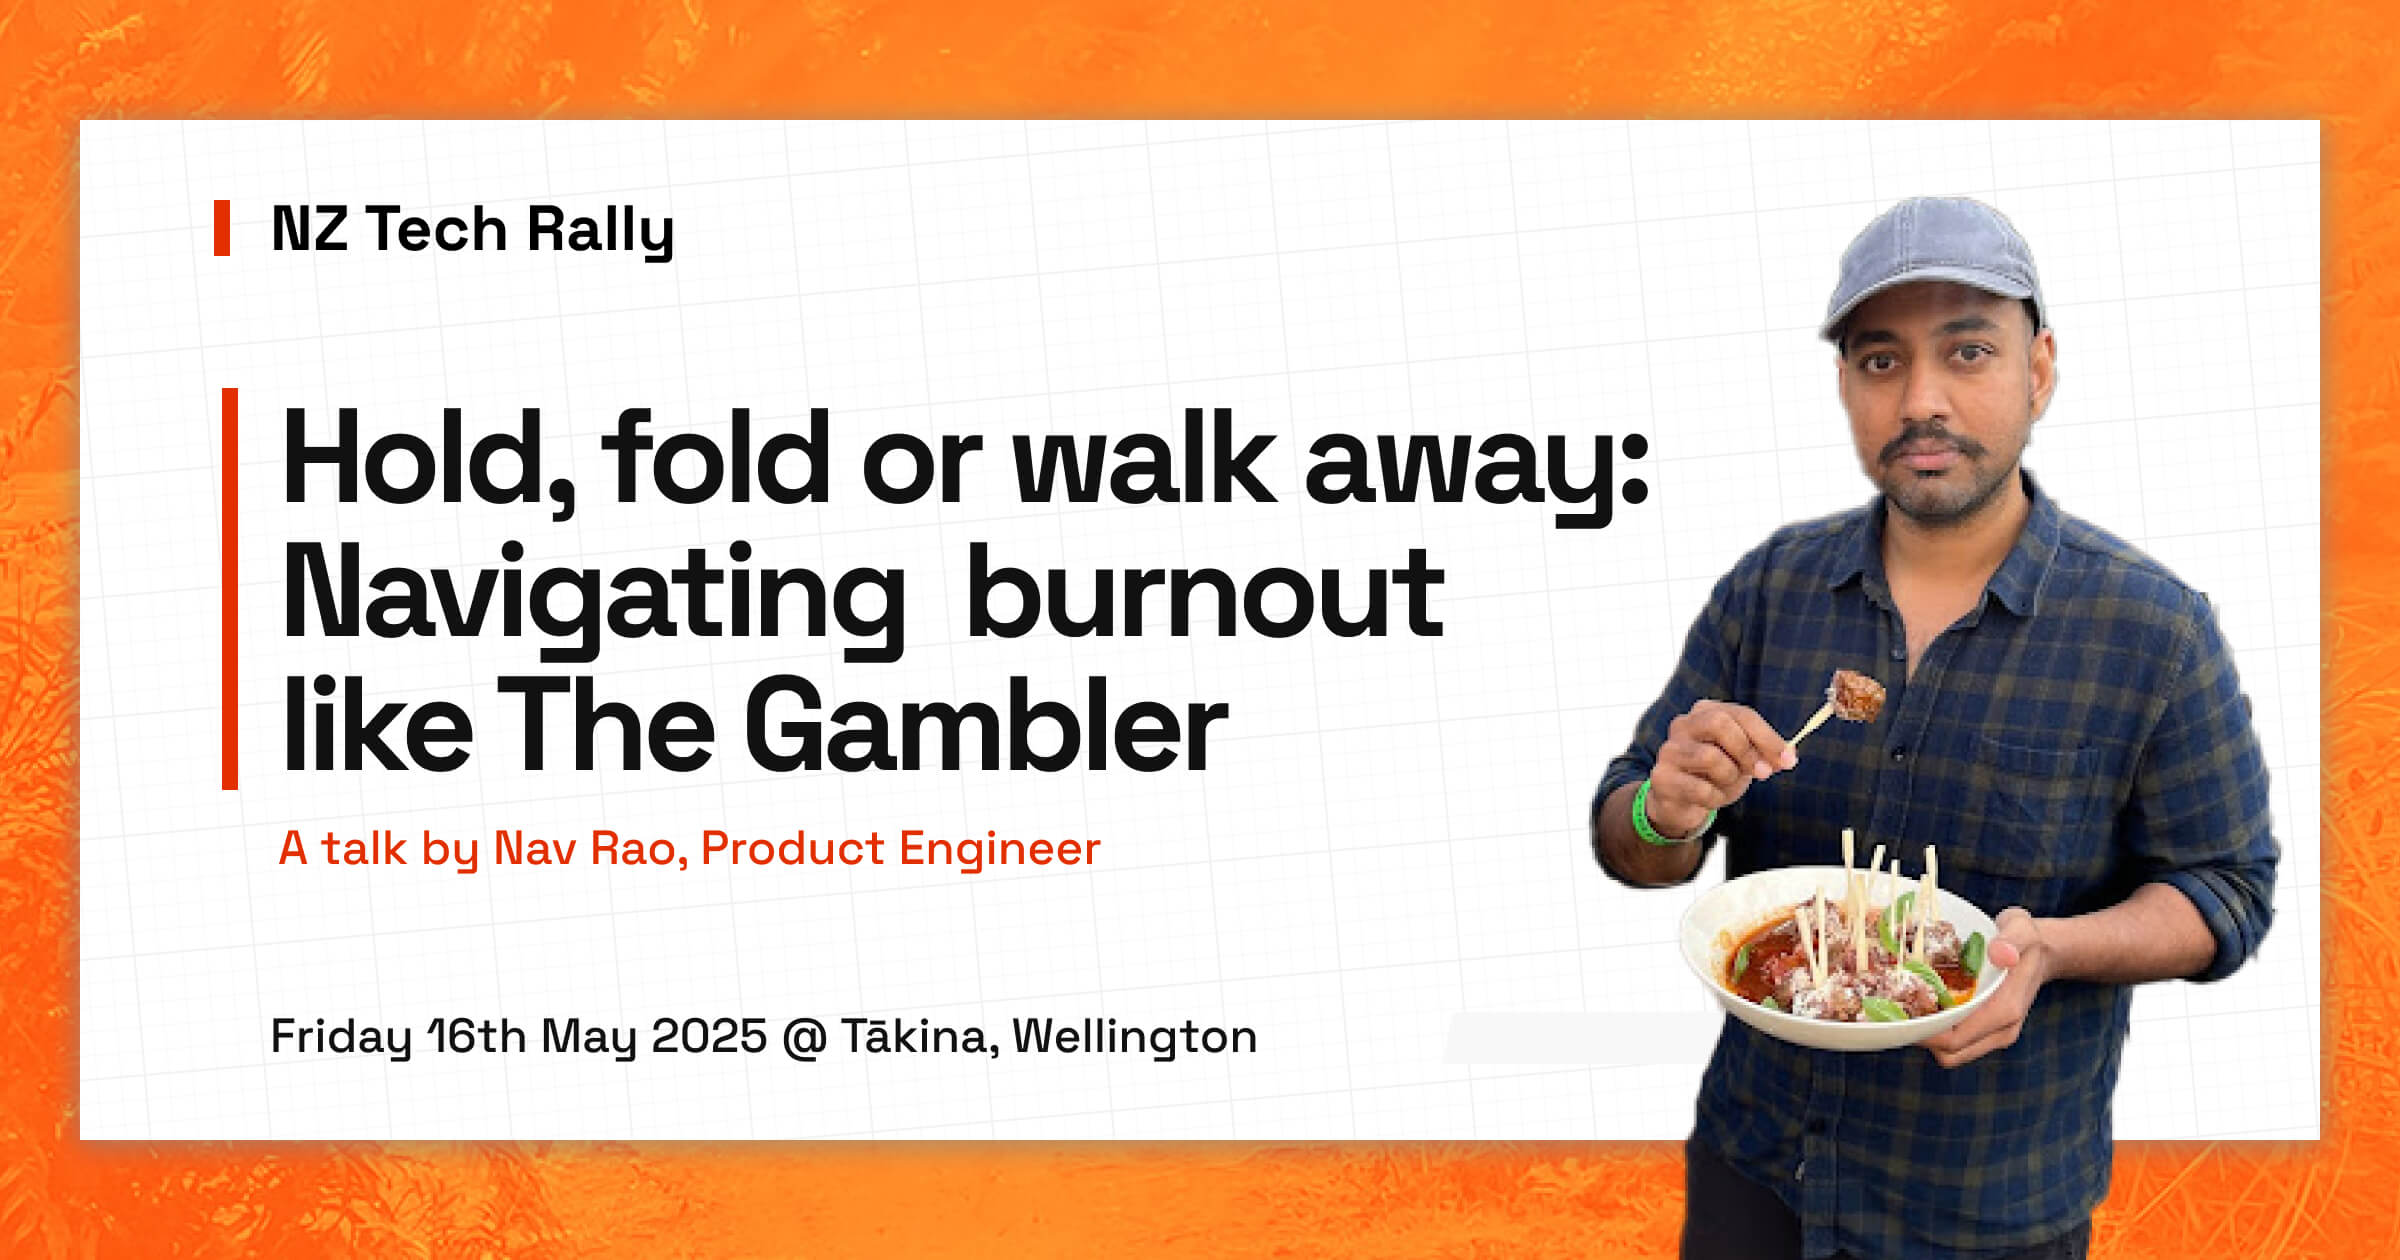 NZ Tech Rally
Hold, fold or walk away:
Navigating  burnout
like The Gambler
A talk by Nav Rao, Product Engineer
Friday 16th May 2025 @ Tākina, Wellington